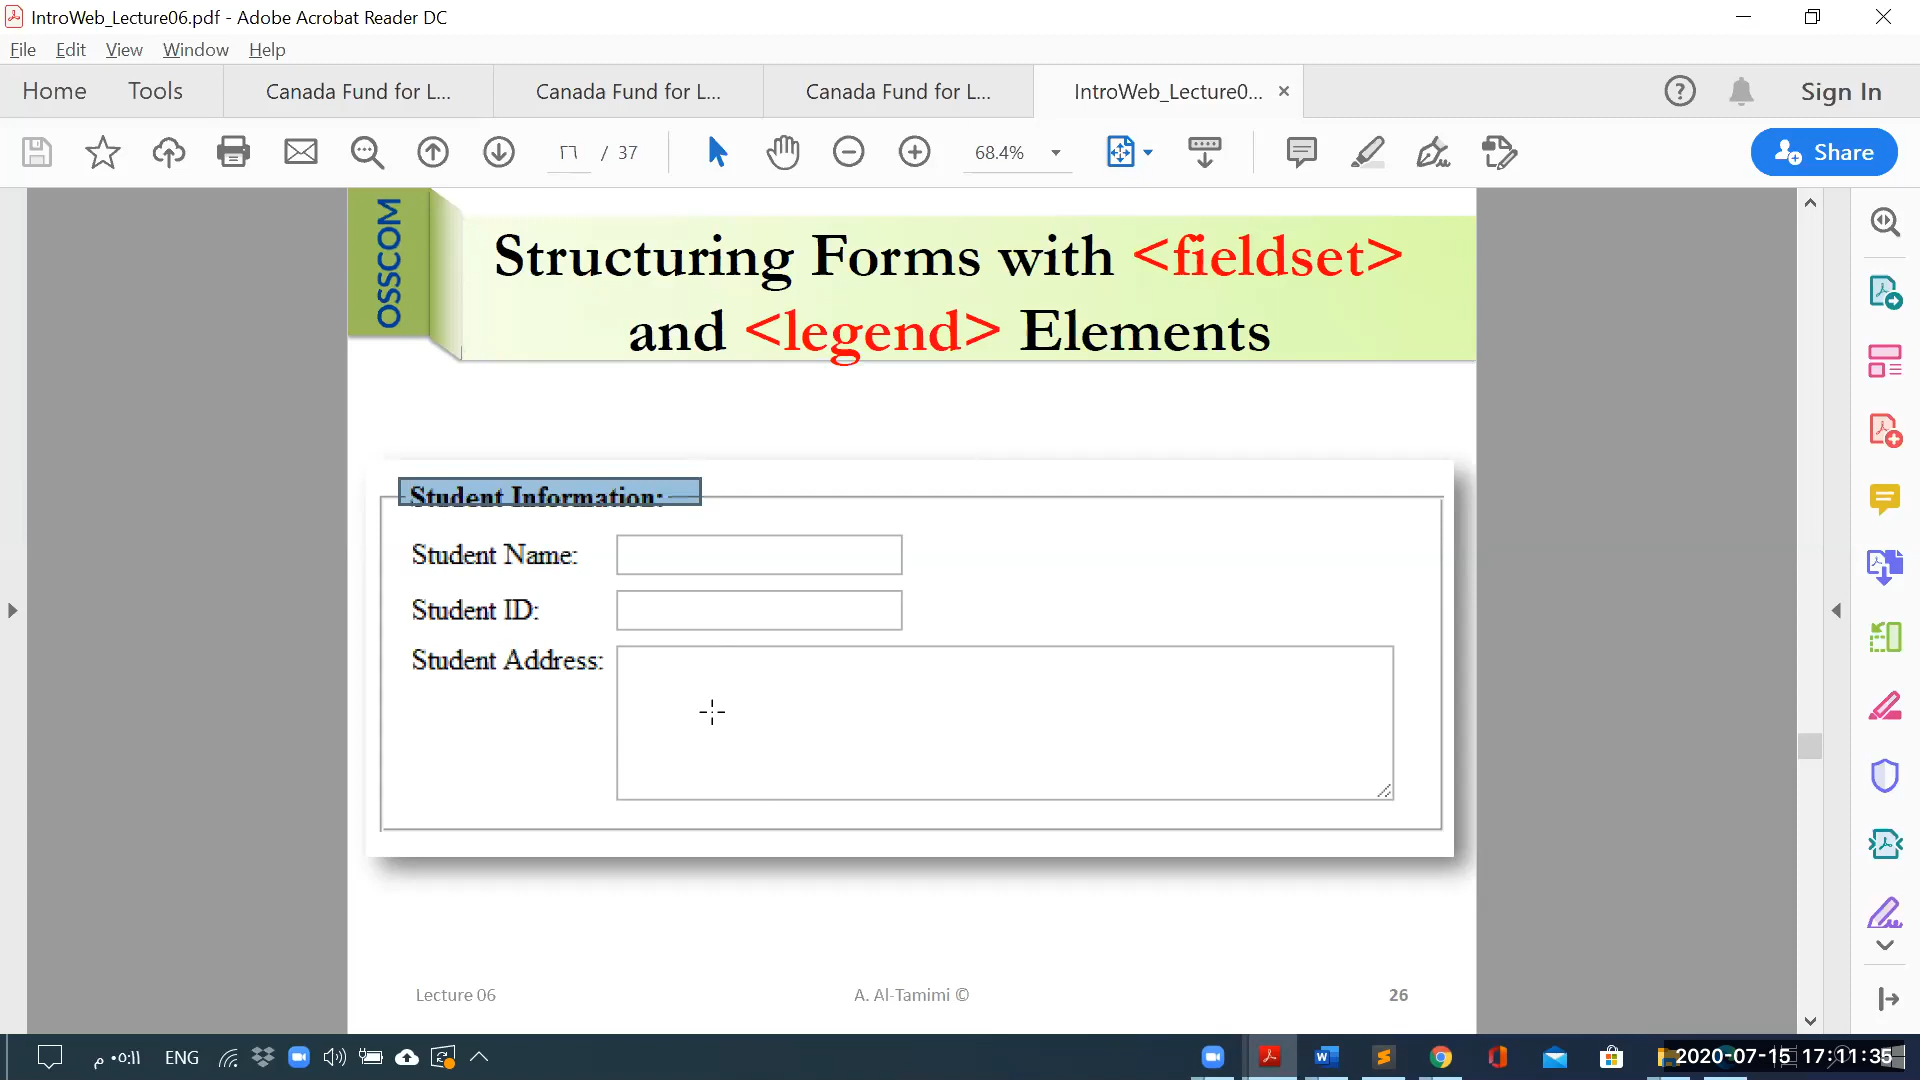 IntroWeb_Lecture06.pdf - Adobe Acrobat Reader DC
File Edit View Window Help
Home Tools Canada Fund for L... Canada Fund for L... Canada Fund for L... IntroWeb_Lecture0... × Sign In
٢٦ / 37 68.4% Share
OSSCOM
Structuring Forms with <fieldset>
and <legend> Elements
Student Information:
Student Name:
Student ID:
Student Address:
Lecture 06 A. Al-Tamimi © 26
٠٥:١١ م ENG 2020-07-15 17:11:35